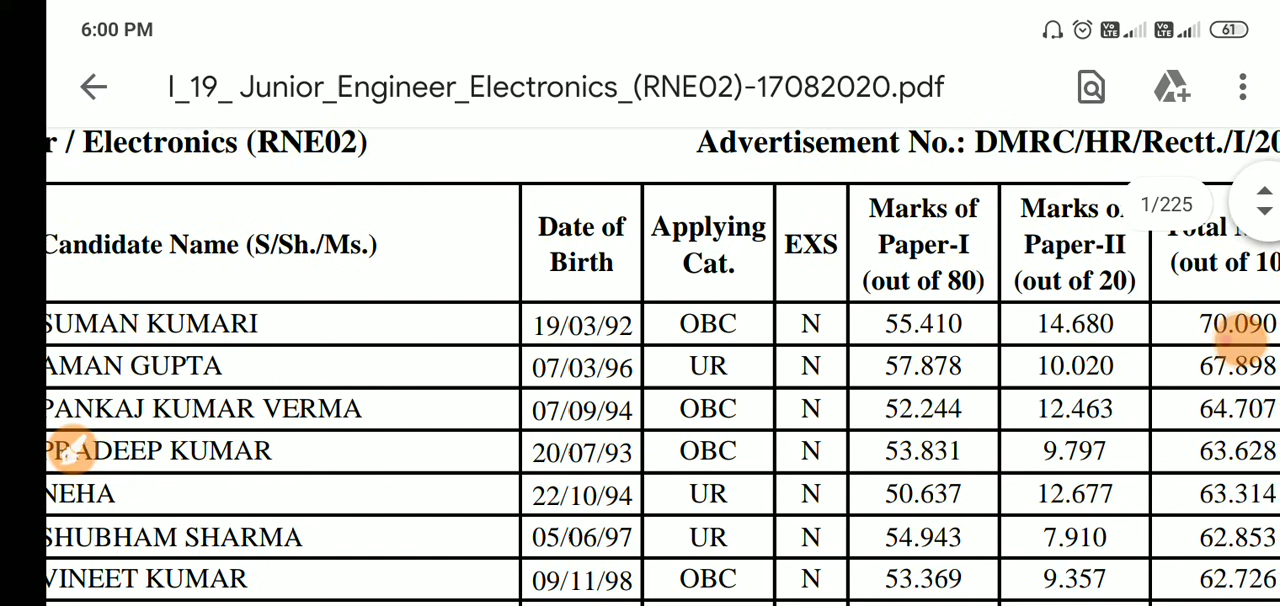 6:00 PM Vo LTE Vo LTE 61
I_19_ Junior_Engineer_Electronics_(RNE02)-17082020.pdf
/ Electronics (RNE02) Advertisement No.: DMRC/HR/Rectt./I/20
Candidate Name (S/Sh./Ms.) Date of Birth Applying Cat. EXS Marks of Paper-I (out of 80) Marks Paper-II (out of 20) (out of 10
1/225
SUMAN KUMARI 19/03/92 OBC N 55.410 14.680 70.090
AMAN GUPTA 07/03/96 UR N 57.878 10.020 67.898
PANKAJ KUMAR VERMA 07/09/94 OBC N 52.244 12.463 64.707
PRADEEP KUMAR 20/07/93 OBC N 53.831 9.797 63.628
NEHA 22/10/94 UR N 50.637 12.677 63.314
SHUBHAM SHARMA 05/06/97 UR N 54.943 7.910 62.853
VINEET KUMAR 09/11/98 OBC N 53.369 9.357 62.726